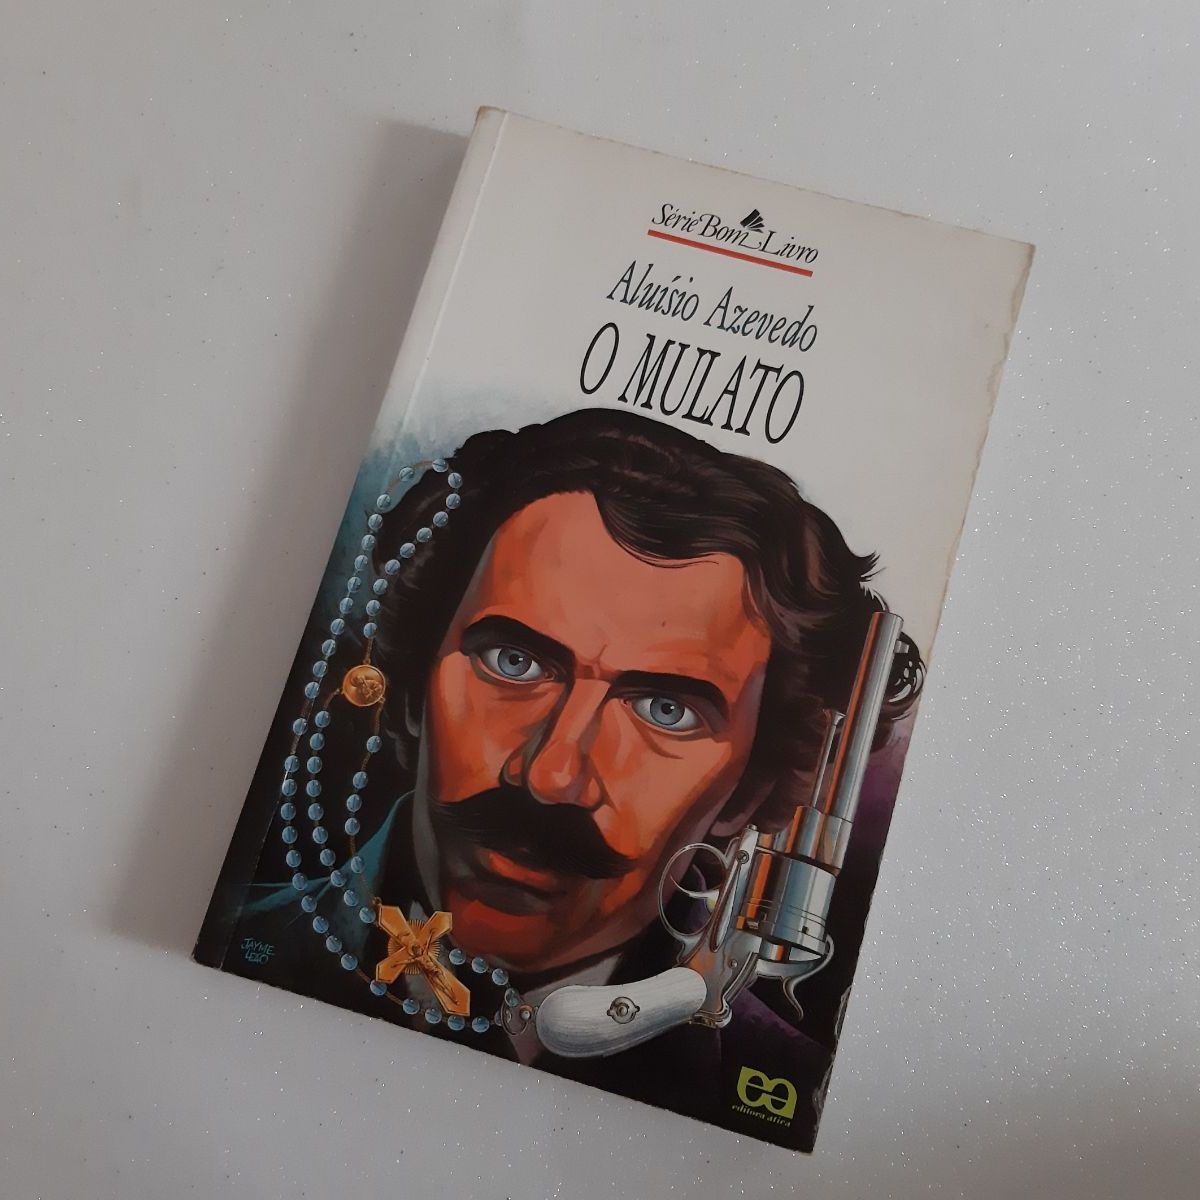 Série Bom Livro
Aluísio Azevedo
O MULATO
JAYME
LEÃO
editora ática